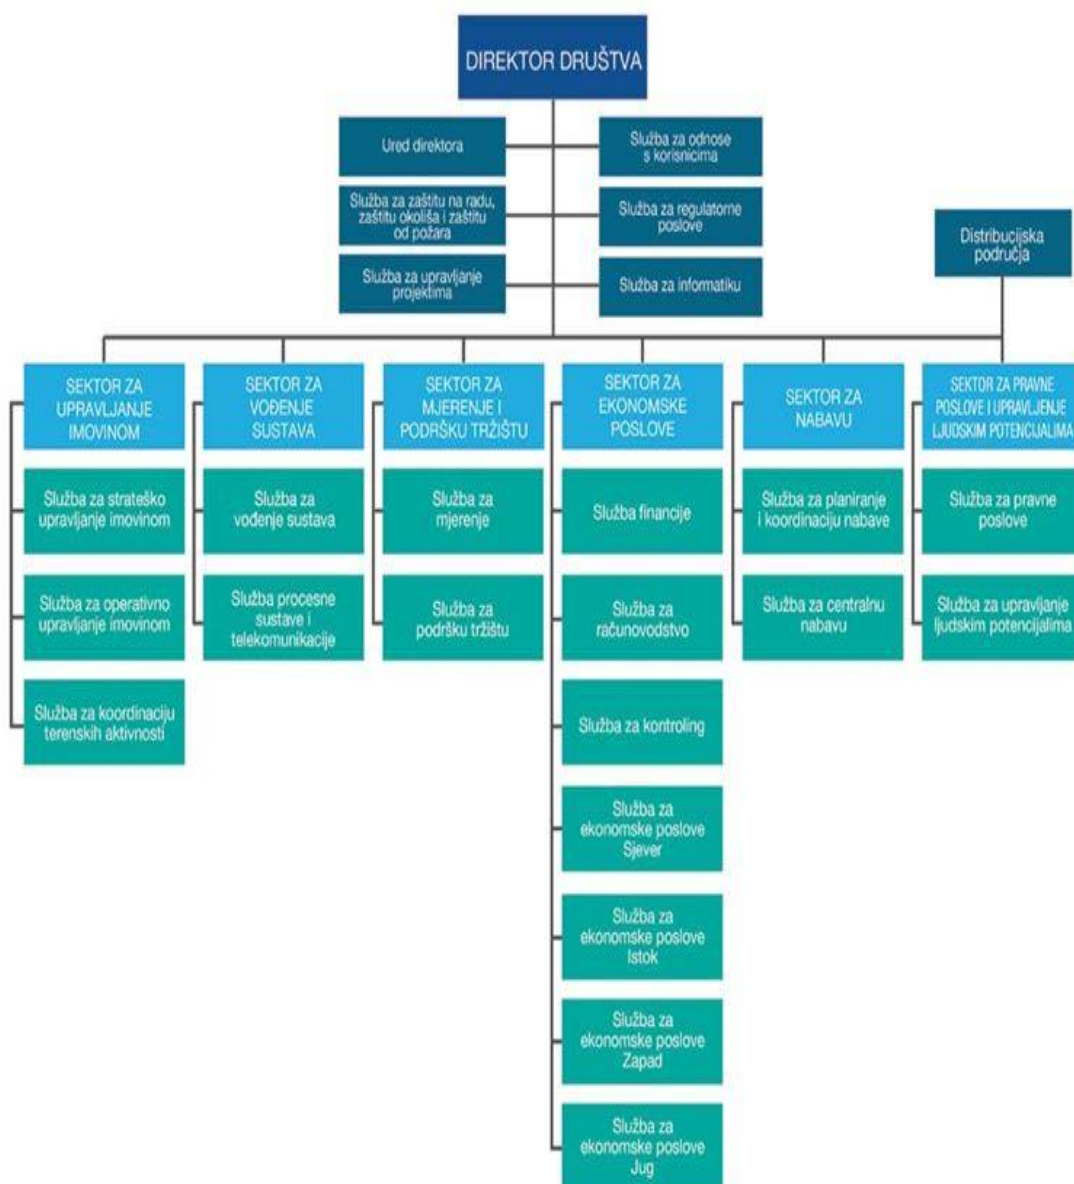 DIREKTOR DRUŠTVA
Ured direktora
Služba za odnose
s korisnicima
Služba za zaštitu na radu,
zaštitu okoliša i zaštitu
od požara
Služba za regulatorne
poslove
Služba za upravljanje
projektima
Služba za informatiku
Distribucijska
područja
SEKTOR ZA
UPRAVLJANJE
IMOVINOM
SEKTOR ZA
VOĐENJE
SUSTAVA
SEKTOR ZA
MJERENJE I
PODRŠKU TRŽIŠTU
SEKTOR ZA
EKONOMSKE
POSLOVE
SEKTOR ZA
NABAVU
SEKTOR ZA PRAVNE
POSLOVE I UPRAVLJENJE
LJUDSKIM POTENCIJALIMA
Služba za strateško
upravljanje imovinom
Služba za
vođenje sustava
Služba za
mjerenje
Služba financije
Služba za planiranje
i koordinaciju nabave
Služba za pravne
poslove
Služba za operativno
upravljanje imovinom
Služba procesne
sustave i
telekomunikacije
Služba za
podršku tržištu
Služba za
računovodstvo
Služba za centralnu
nabavu
Služba za upravljanje
ljudskim potencijalima
Služba za koordinaciju
terenskih aktivnosti
Služba za kontroling
Služba za
ekonomske poslove
Sjever
Služba za
ekonomske poslove
Istok
Služba za
ekonomske poslove
Zapad
Služba za
ekonomske poslove
Jug